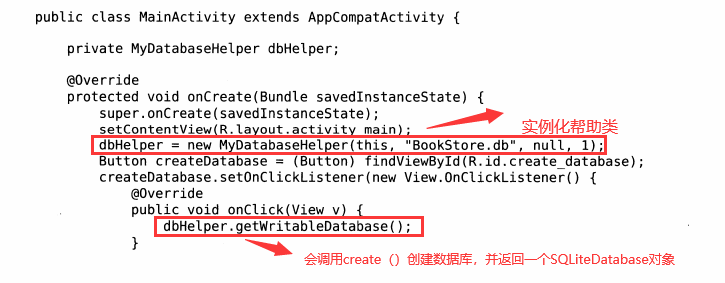 public class MainActivity extends AppCompatActivity {
private MyDatabaseHelper dbHelper;
@Override
protected void onCreate(Bundle savedInstanceState) {
super.onCreate(savedInstanceState);
setContentView(R.layout.activity_main);
实例化帮助类
dbHelper = new MyDatabaseHelper(this, "BookStore.db", null, 1);
Button createDatabase = (Button) findViewById(R.id.create_database);
createDatabase.setOnClickListener(new View.OnClickListener() {
@Override
public void onClick(View v) {
dbHelper.getWritableDatabase();
}
会调用create（）创建数据库，并返回一个SQLiteDatabase对象